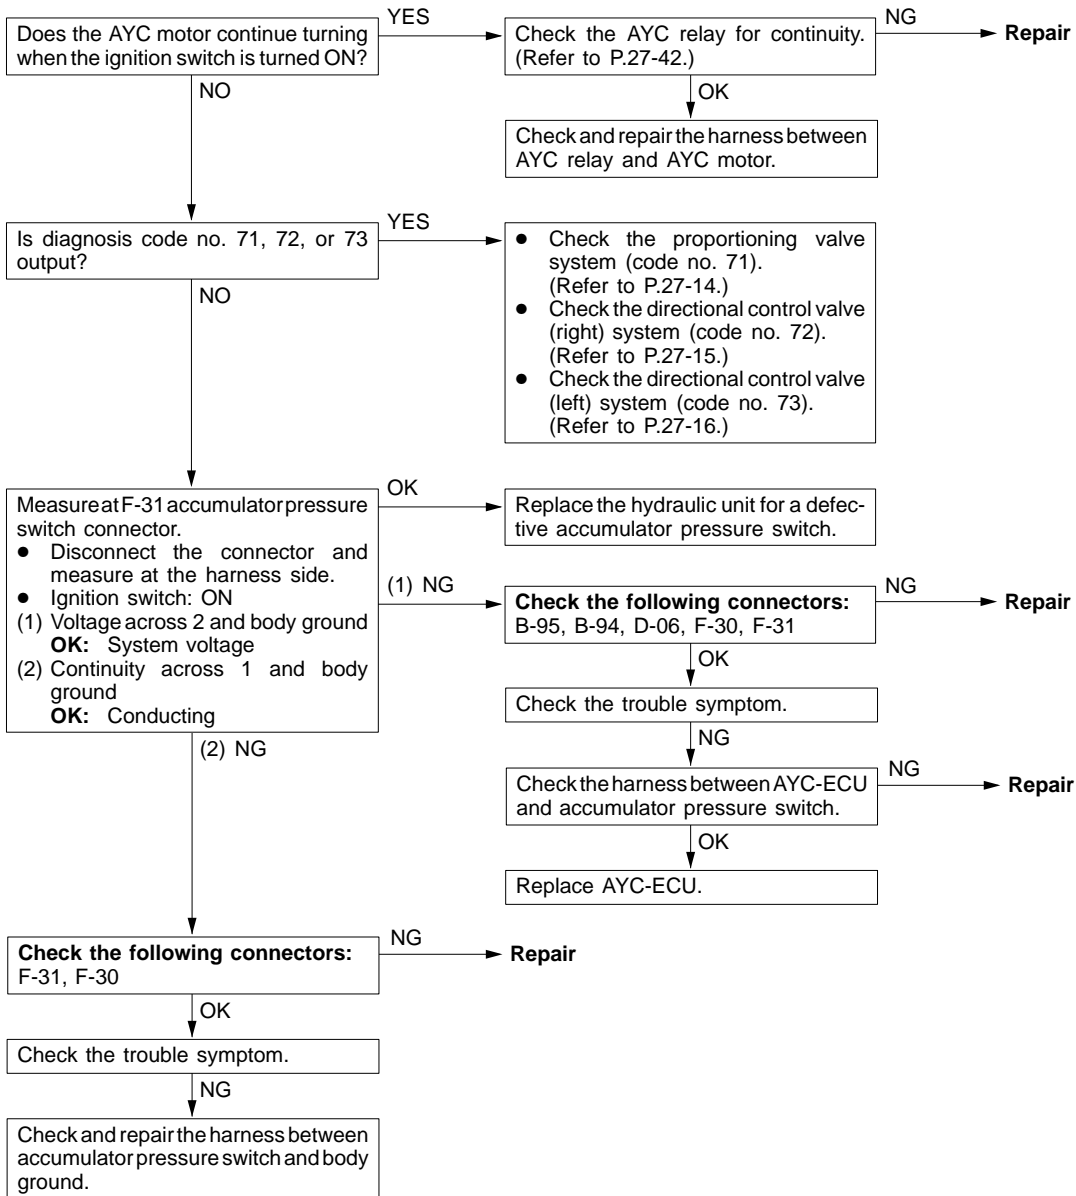 Does the AYC motor continue turning
when the ignition switch is turned ON?
YES
Check the AYC relay for continuity.
(Refer to P.27-42.)
NG
Repair
NO
OK
Check and repair the harness between
AYC relay and AYC motor.
Is diagnosis code no. 71, 72, or 73
output?
YES
● Check the proportioning valve
system (code no. 71).
(Refer to P.27-14.)
● Check the directional control valve
(right) system (code no. 72).
(Refer to P.27-15.)
● Check the directional control valve
(left) system (code no. 73).
(Refer to P.27-16.)
NO
Measure at F-31 accumulator pressure
switch connector.
● Disconnect the connector and
measure at the harness side.
● Ignition switch: ON
(1) Voltage across 2 and body ground
OK: System voltage
(2) Continuity across 1 and body
ground
OK: Conducting
OK
Replace the hydraulic unit for a defec-
tive accumulator pressure switch.
(1) NG
Check the following connectors:
B-95, B-94, D-06, F-30, F-31
NG
Repair
OK
Check the trouble symptom.
NG
Check the harness between AYC-ECU
and accumulator pressure switch.
NG
Repair
OK
Replace AYC-ECU.
(2) NG
Check the following connectors:
F-31, F-30
NG
Repair
OK
Check the trouble symptom.
NG
Check and repair the harness between
accumulator pressure switch and body
ground.